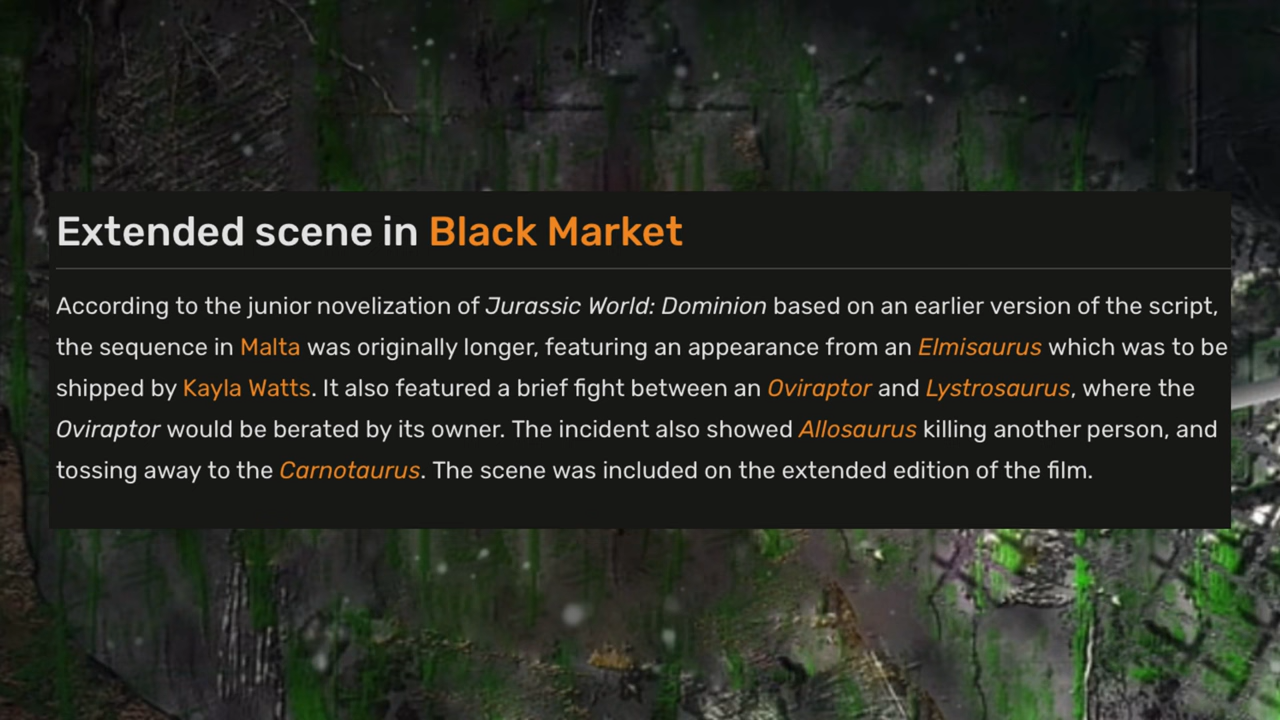 Extended scene in Black Market
According to the junior novelization of Jurassic World: Dominion based on an earlier version of the script,
the sequence in Malta was originally longer, featuring an appearance from an Elmisaurus which was to be
shipped by Kayla Watts. It also featured a brief fight between an Oviraptor and Lystrosaurus, where the
Oviraptor would be berated by its owner. The incident also showed Allosaurus killing another person, and
tossing away to the Carnotaurus. The scene was included on the extended edition of the film.